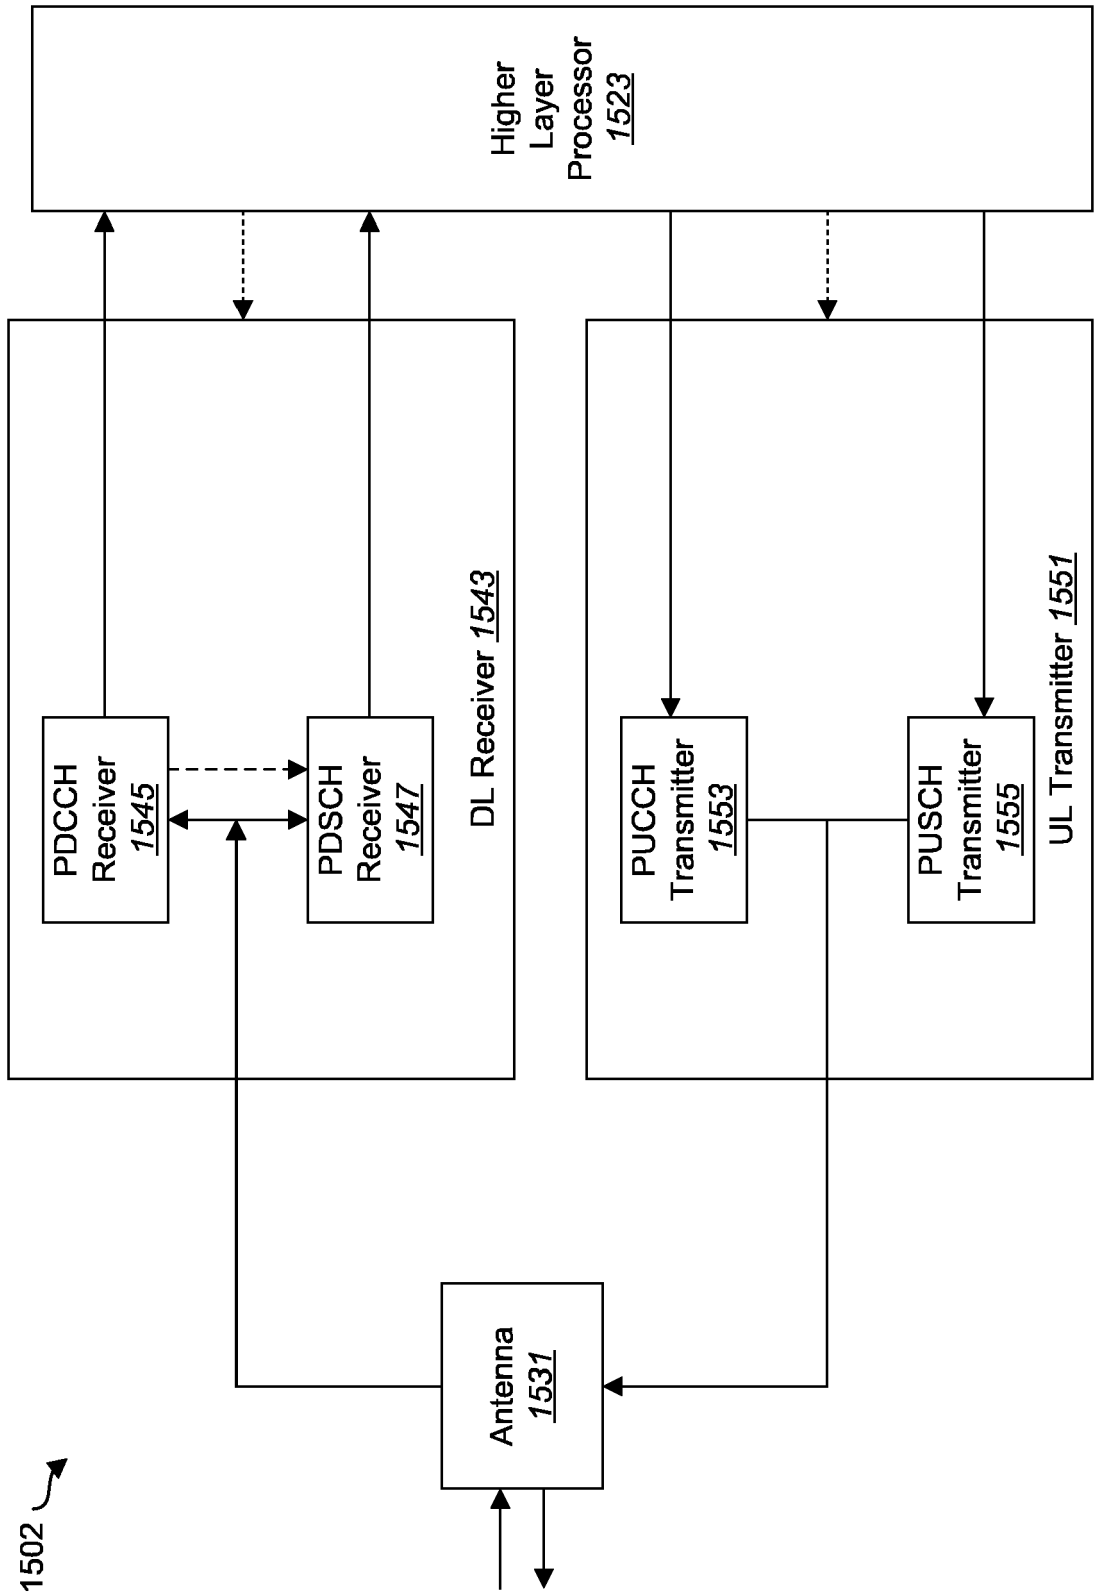 1502
Antenna
1531
PDCCH
Receiver
1545
PDSCH
Receiver
1547
DL Receiver 1543
PUCCH
Transmitter
1553
PUSCH
Transmitter
1555
UL Transmitter 1551
Higher
Layer
Processor
1523